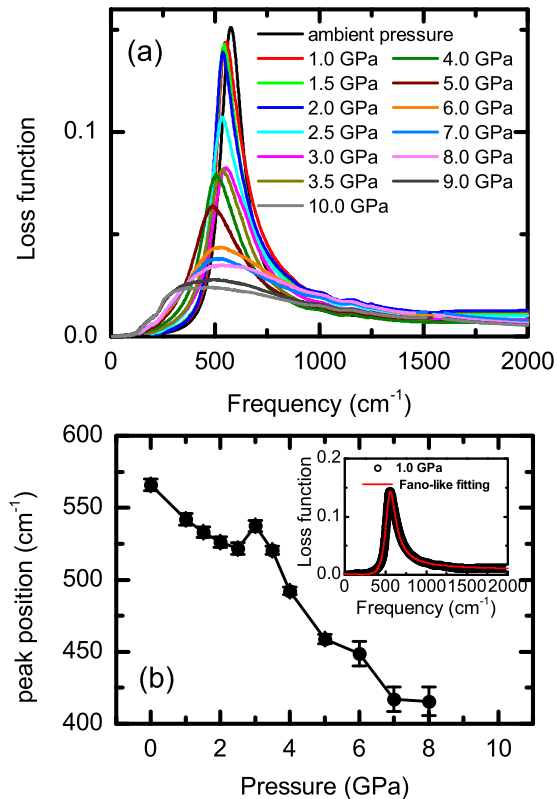 (a)
ambient pressure
1.0 GPa 4.0 GPa
1.5 GPa 5.0 GPa
2.0 GPa 6.0 GPa
2.5 GPa 7.0 GPa
3.0 GPa 8.0 GPa
3.5 GPa 9.0 GPa
10.0 GPa
0.1
0.0
Loss function
0 500 1000 1500 2000
Frequency (cm⁻¹)
600
550
500
450
400
peak position (cm⁻¹)
(b)
0 2 4 6 8 10
Pressure (GPa)
0.2
0.1
0.0
Loss function
1.0 GPa
Fano-like fitting
0 500 1000 1500 2000
Frequency (cm⁻¹)